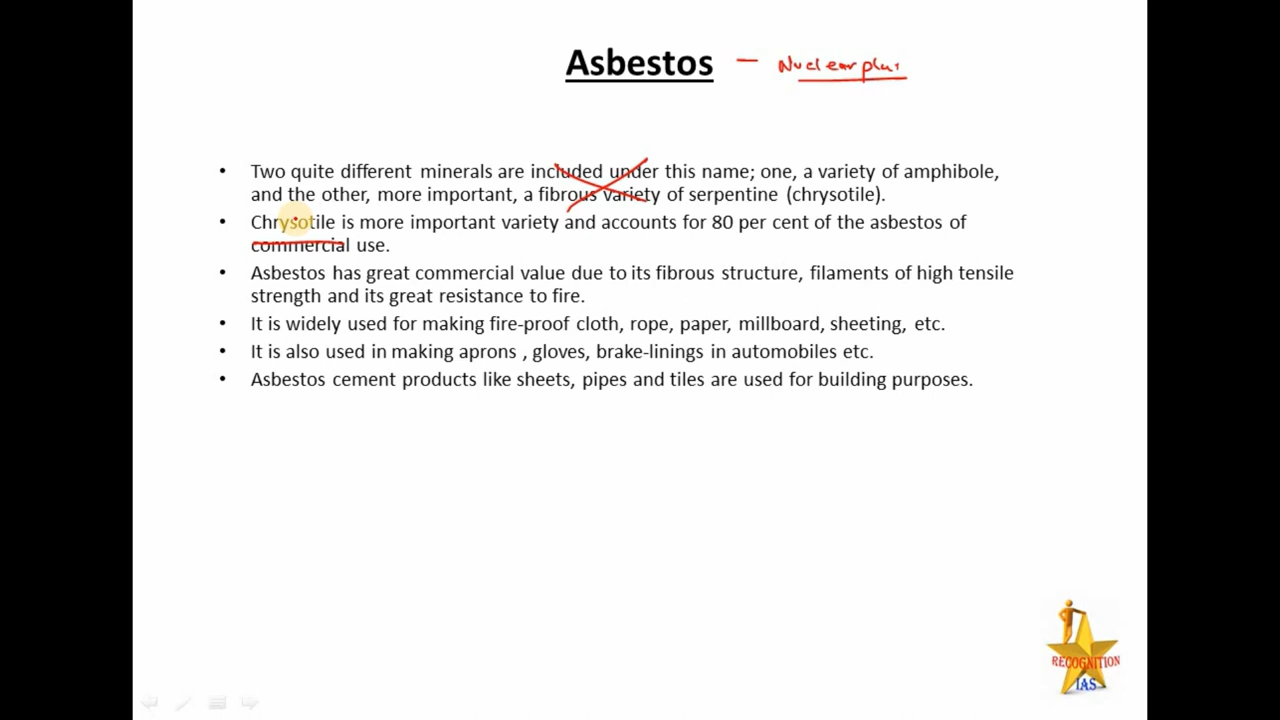 Asbestos - Nuclear
• Two quite different minerals are included under this name; one, a variety of amphibole,
and the other, more important, a fibrous variety of serpentine (chrysotile).
• Chrysotile is more important variety and accounts for 80 per cent of the asbestos of
commercial use.
• Asbestos has great commercial value due to its fibrous structure, filaments of high tensile
strength and its great resistance to fire.
• It is widely used for making fire-proof cloth, rope, paper, millboard, sheeting, etc.
• It is also used in making aprons , gloves, brake-linings in automobiles etc.
• Asbestos cement products like sheets, pipes and tiles are used for building purposes.
RECOGNITION
IAS